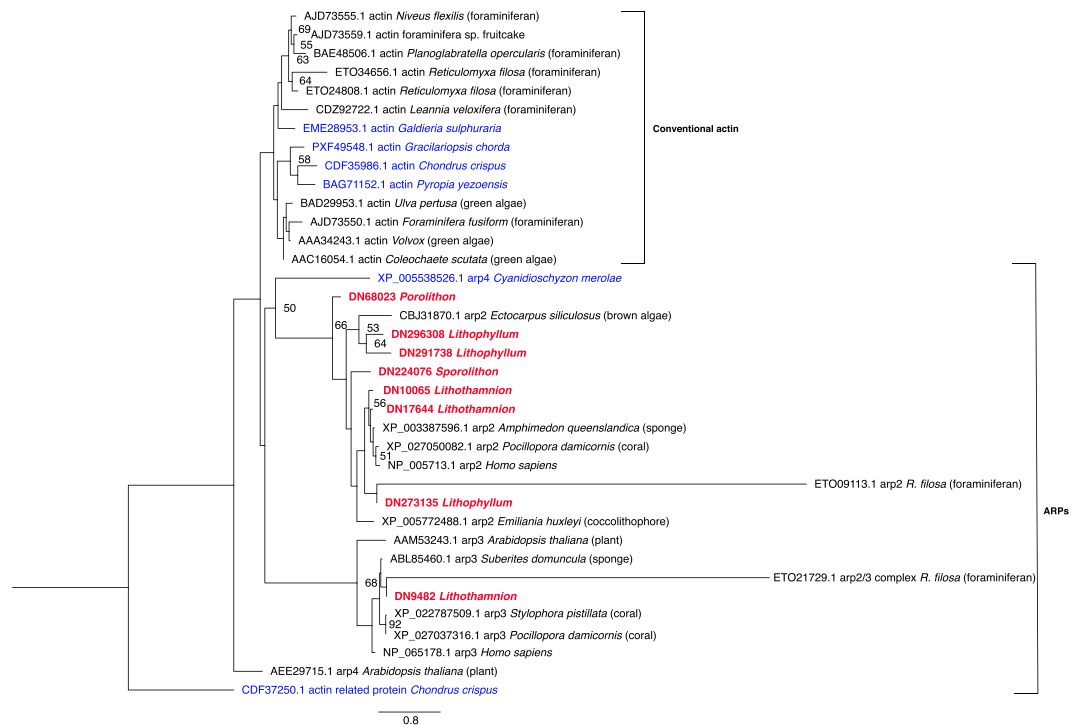 AJD73555.1 actin Niveus flexilis (foraminiferan)
69
AJD73559.1 actin foraminifera sp. fruitcake
55
BAE48506.1 actin Planoglabratella opercularis (foraminiferan)
63
ETO34656.1 actin Reticulomyxa filosa (foraminiferan)
64
ETO24808.1 actin Reticulomyxa filosa (foraminiferan)
CDZ92722.1 actin Leannia veloxifera (foraminiferan)
EME28953.1 actin Galdieria sulphuraria
Conventional actin
PXF49548.1 actin Gracilariopsis chorda
58
CDF35986.1 actin Chondrus crispus
BAG71152.1 actin Pyropia yezoensis
BAD29953.1 actin Ulva pertusa (green algae)
AJD73550.1 actin Foraminifera fusiform (foraminiferan)
AAA34243.1 actin Volvox (green algae)
AAC16054.1 actin Coleochaete scutata (green algae)
XP_005538526.1 arp4 Cyanidioschyzon merolae
50
DN68023 Porolithon
CBJ31870.1 arp2 Ectocarpus siliculosus (brown algae)
66
53
DN296308 Lithophyllum
64
DN291738 Lithophyllum
DN224076 Sporolithon
DN10065 Lithothamnion
56
DN17644 Lithothamnion
XP_003387596.1 arp2 Amphimedon queenslandica (sponge)
XP_027050082.1 arp2 Pocillopora damicornis (coral)
51
NP_005713.1 arp2 Homo sapiens
ETO09113.1 arp2 R. filosa (foraminiferan)
DN273135 Lithophyllum
ARPs
XP_005772488.1 arp2 Emiliania huxleyi (coccolithophore)
AAM53243.1 arp3 Arabidopsis thaliana (plant)
ABL85460.1 arp3 Suberites domuncula (sponge)
68
ETO21729.1 arp2/3 complex R. filosa (foraminiferan)
DN9482 Lithothamnion
XP_022787509.1 arp3 Stylophora pistillata (coral)
92
XP_027037316.1 arp3 Pocillopora damicornis (coral)
NP_065178.1 arp3 Homo sapiens
AEE29715.1 arp4 Arabidopsis thaliana (plant)
CDF37250.1 actin related protein Chondrus crispus
0.8